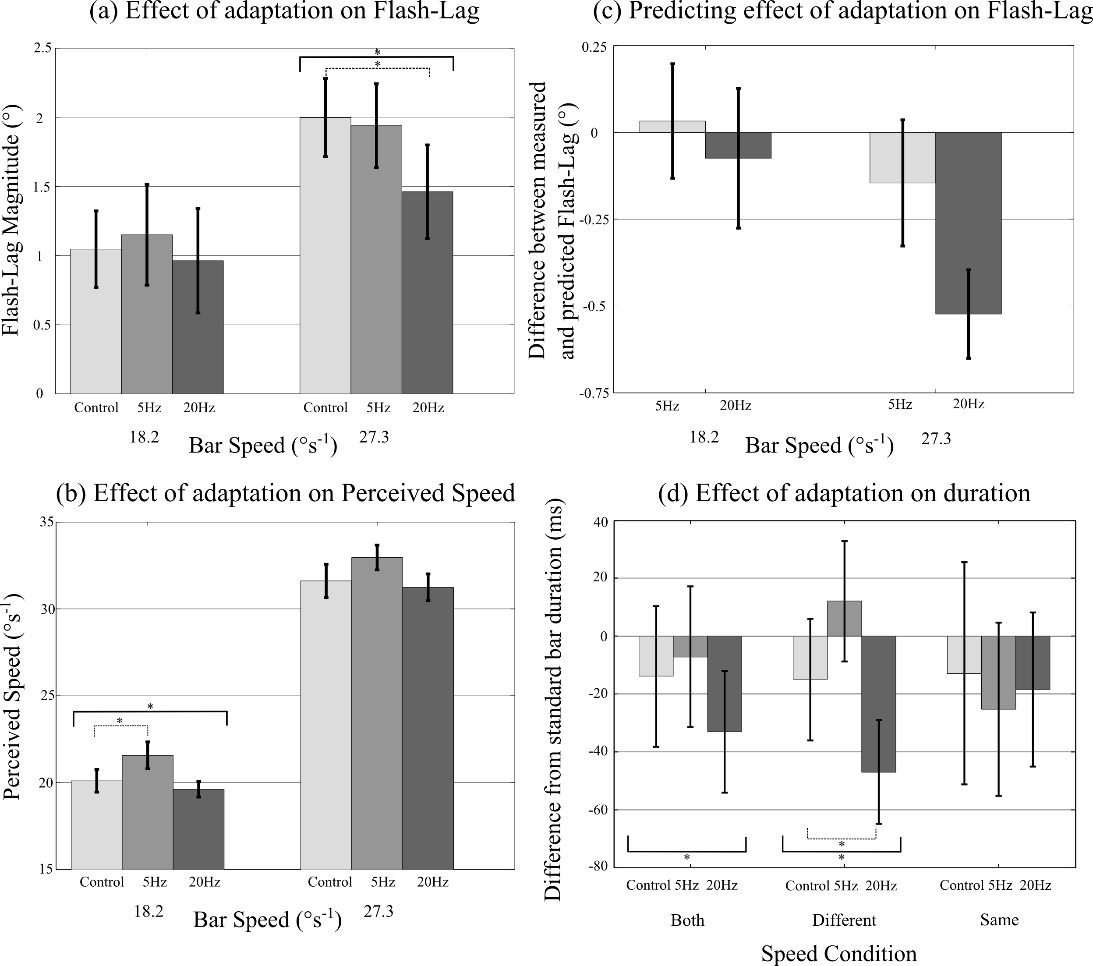 (a) Effect of adaptation on Flash-Lag
Flash-Lag Magnitude (°)
2.5
2
1.5
1
0.5
0
*
*
Control 5Hz 20Hz
Control 5Hz 20Hz
18.2
27.3
Bar Speed (°s-1)
(c) Predicting effect of adaptation on Flash-Lag
Difference between measured
and predicted Flash-Lag (°)
0.25
0
-0.25
-0.5
-0.75
5Hz 20Hz
5Hz 20Hz
18.2
27.3
Bar Speed (°s-1)
(b) Effect of adaptation on Perceived Speed
Perceived Speed (°s-1)
35
30
25
20
15
*
*
Control 5Hz 20Hz
Control 5Hz 20Hz
18.2
27.3
Bar Speed (°s-1)
(d) Effect of adaptation on duration
Difference from standard bar duration (ms)
40
20
0
-20
-40
-60
-80
*
*
*
Control 5Hz 20Hz
Control 5Hz 20Hz
Control 5Hz 20Hz
Both
Different
Same
Speed Condition